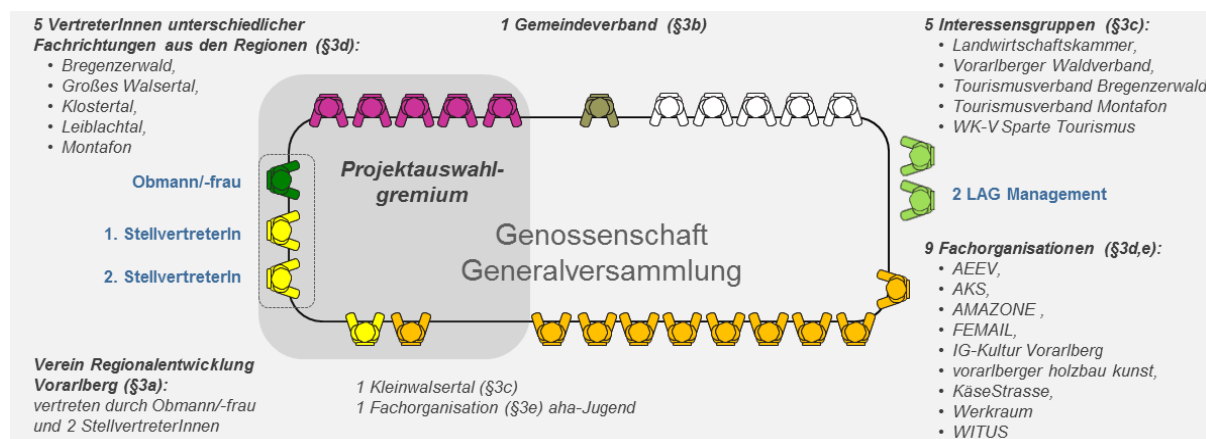 5 VertreterInnen unterschiedlicher
Fachrichtungen aus den Regionen (§3d):
• Bregenzerwald,
• Großes Walsertal,
• Klostertal,
• Leiblachtal,
• Montafon
1 Gemeindeverband (§3b)
5 Interessensgruppen (§3c):
• Landwirtschaftskammer,
• Vorarlberger Waldverband,
• Tourismusverband Bregenzerwald
• Tourismusverband Montafon
• WK-V Sparte Tourismus
Obmann/-frau
1. StellvertreterIn
2. StellvertreterIn
Projektauswahl-
gremium
Genossenschaft
Generalversammlung
2 LAG Management
9 Fachorganisationen (§3d,e):
• AEEV,
• AKS,
• AMAZONE ,
• FEMAIL,
• IG-Kultur Vorarlberg
• vorarlberger holzbau kunst,
• KäseStrasse,
• Werkraum
• WITUS
Verein Regionalentwicklung
Vorarlberg (§3a):
vertreten durch Obmann/-frau
und 2 StellvertreterInnen
1 Kleinwalsertal (§3c)
1 Fachorganisation (§3e) aha-Jugend